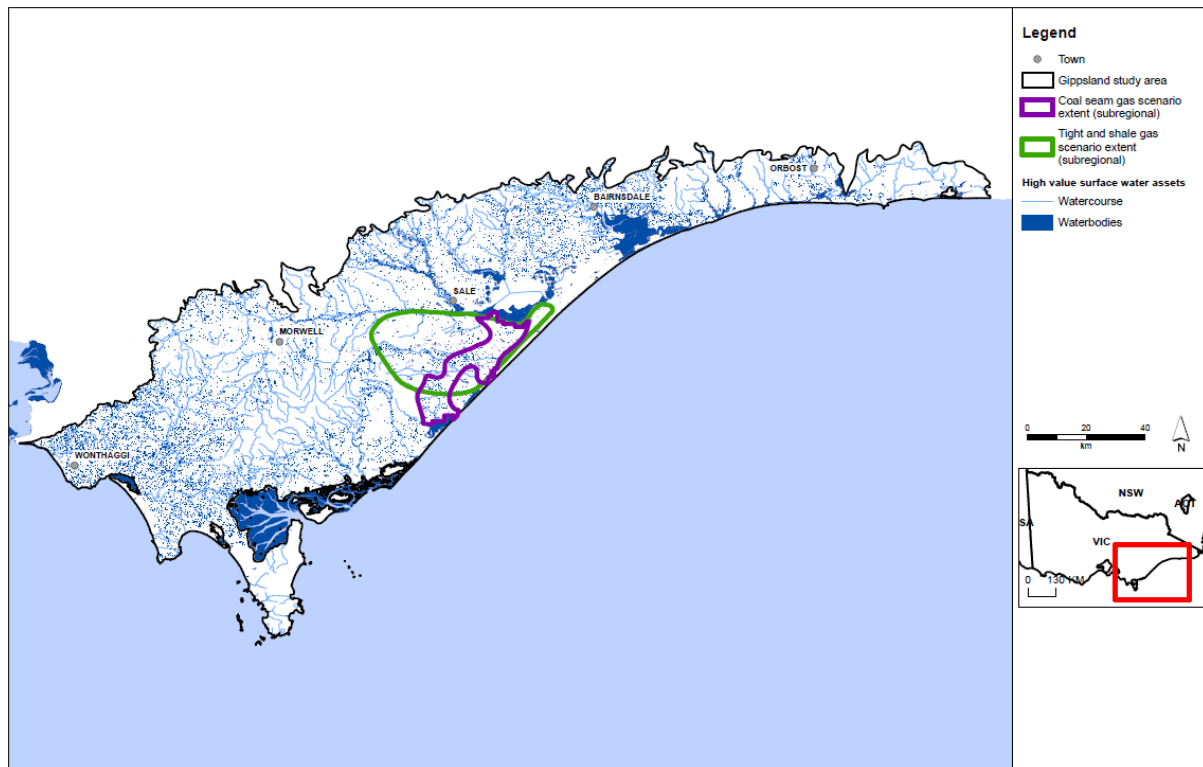 ORBOST
BAIRNSDALE
SALE
MORWELL
WONTHAGGI
Legend
Town
Gippsland study area
Coal seam gas scenario
extent (subregional)
Tight and shale gas
scenario extent
(subregional)
High value surface water assets
Watercourse
Waterbodies
0 20 40
km
N
NSW
ACT
SA
VIC
0 130 KM